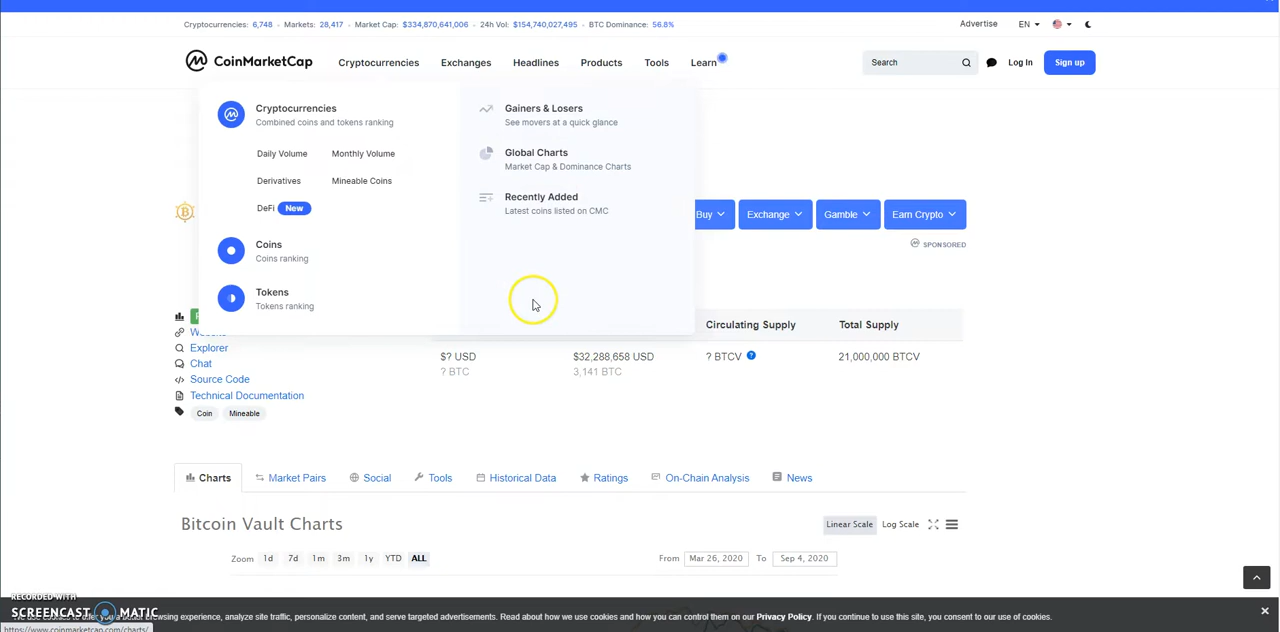 Cryptocurrencies: 6,748 • Markets: 28,417 • Market Cap: $334,870,641,006 • 24h Vol: $154,740,027,495 • BTC Dominance: 56.8%
Advertise EN
CoinMarketCap Cryptocurrencies Exchanges Headlines Products Tools Learn Search Log In Sign up
Cryptocurrencies
Combined coins and tokens ranking
Daily Volume Monthly Volume
Derivatives Mineable Coins
DeFi New
Coins
Coins ranking
Tokens
Tokens ranking
Gainers & Losers
See movers at a quick glance
Global Charts
Market Cap & Dominance Charts
Recently Added
Latest coins listed on CMC
Buy Exchange Gamble Earn Crypto
SPONSORED
Circulating Supply Total Supply
$? USD $32,288,658 USD ? BTCV 21,000,000 BTCV
? BTC 3,141 BTC
Explorer
Chat
Source Code
Technical Documentation
Coin Mineable
Charts Market Pairs Social Tools Historical Data Ratings On-Chain Analysis News
Bitcoin Vault Charts
Linear Scale Log Scale
Zoom 1d 7d 1m 3m 1y YTD ALL From Mar 26, 2020 To Sep 4, 2020
RECORDED WITH
SCREENCAST MATIC
We use cookies to offer you a better browsing experience, analyze site traffic, personalize content, and serve targeted advertisements. Read about how we use cookies and how you can control them on our Privacy Policy. If you continue to use this site, you consent to our use of cookies.
https://www.coinmarketcap.com/charts/